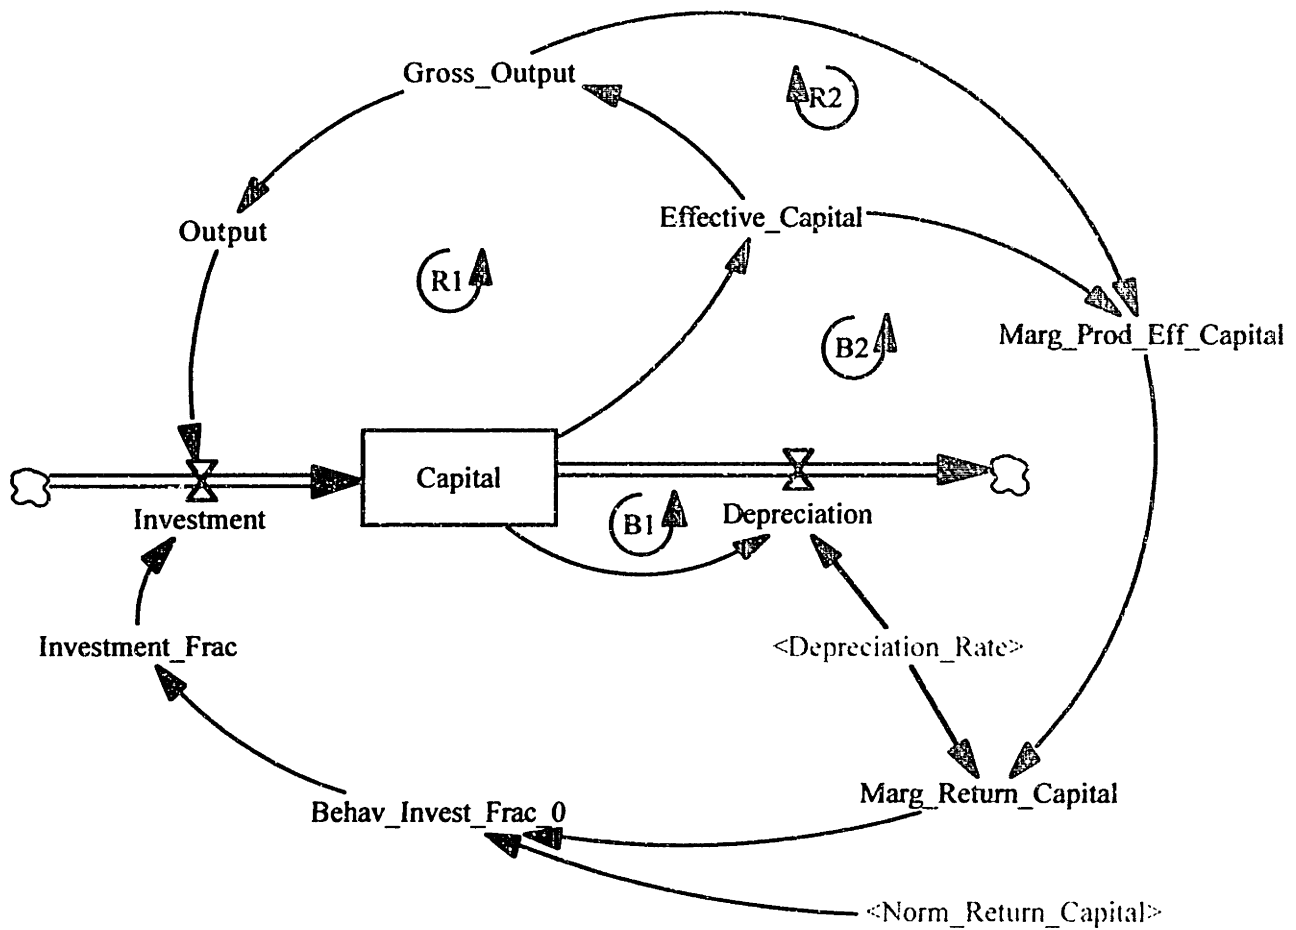 Gross_Output
R2
Output
Effective_Capital
R1
Marg_Prod_Eff_Capital
B2
Capital
Investment
B1
Depreciation
Investment_Frac
<Depreciation_Rate>
Marg_Return_Capital
Behav_Invest_Frac_0
<Norm_Return_Capital>